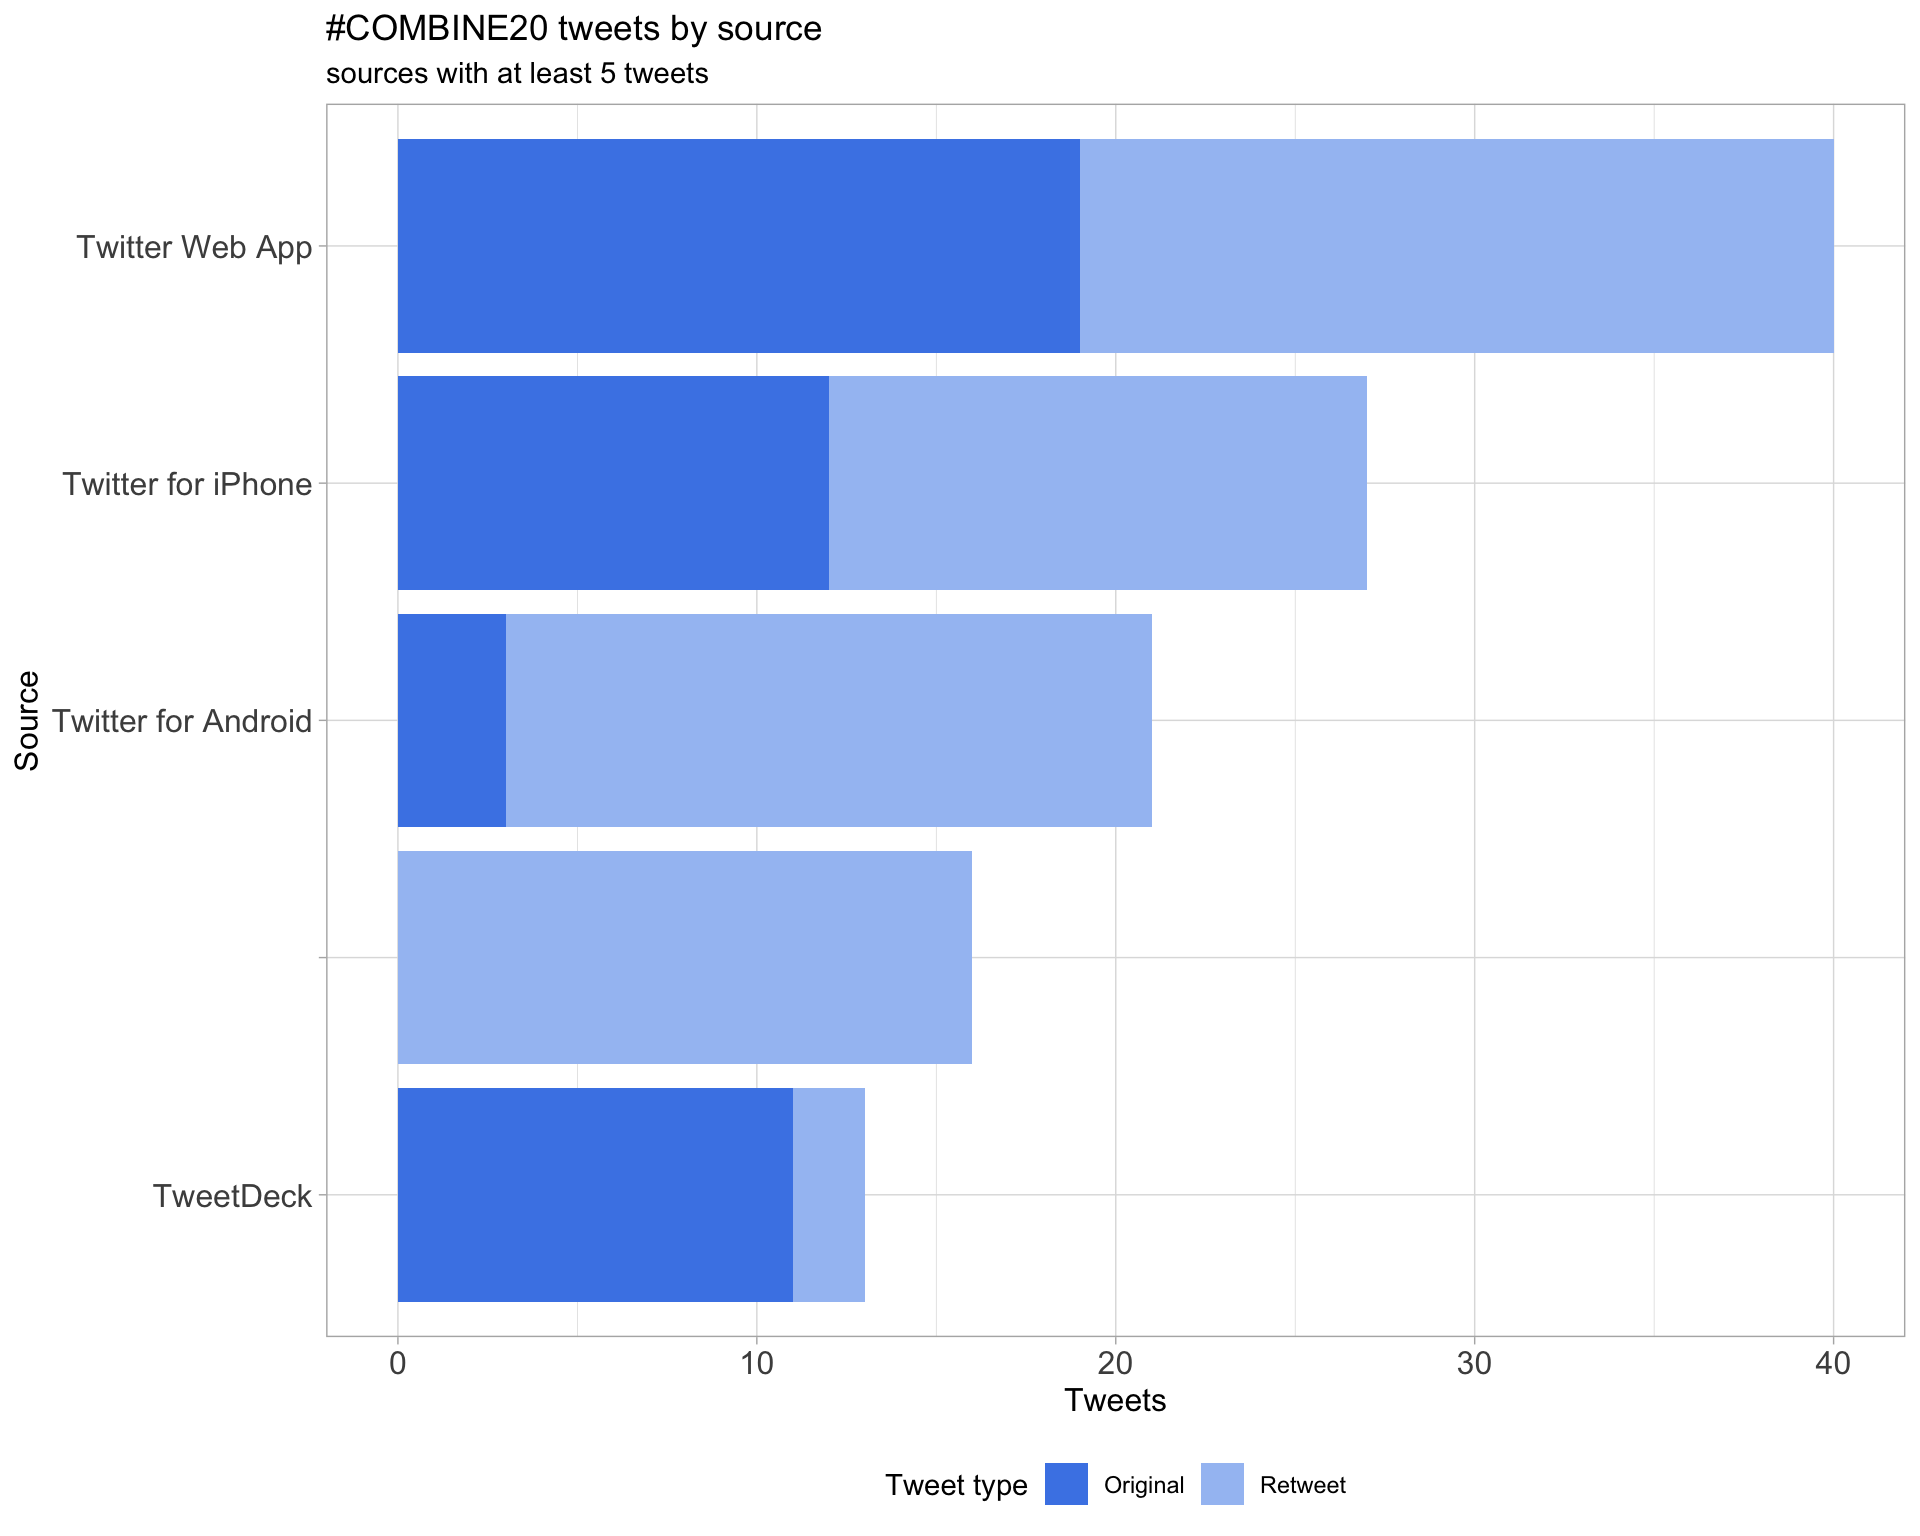 #COMBINE20 tweets by source
sources with at least 5 tweets
Source
Twitter Web App
Twitter for iPhone
Twitter for Android
TweetDeck
0 10 20 30 40
Tweets
Tweet type Original Retweet